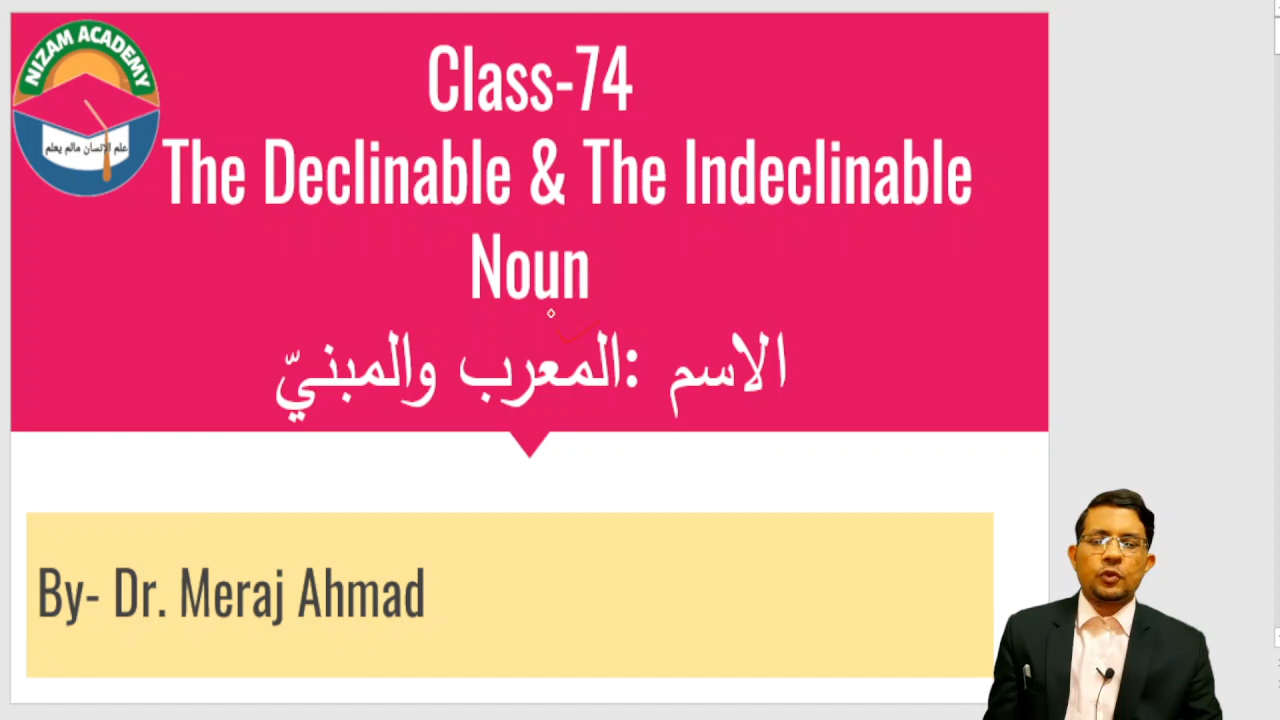 NIZAM ACADEMY
علم الانسان مالم يعلم
Class-74
The Declinable & The Indeclinable
Noun
الاسم :المعرب والمبنيّ
By- Dr. Meraj Ahmad